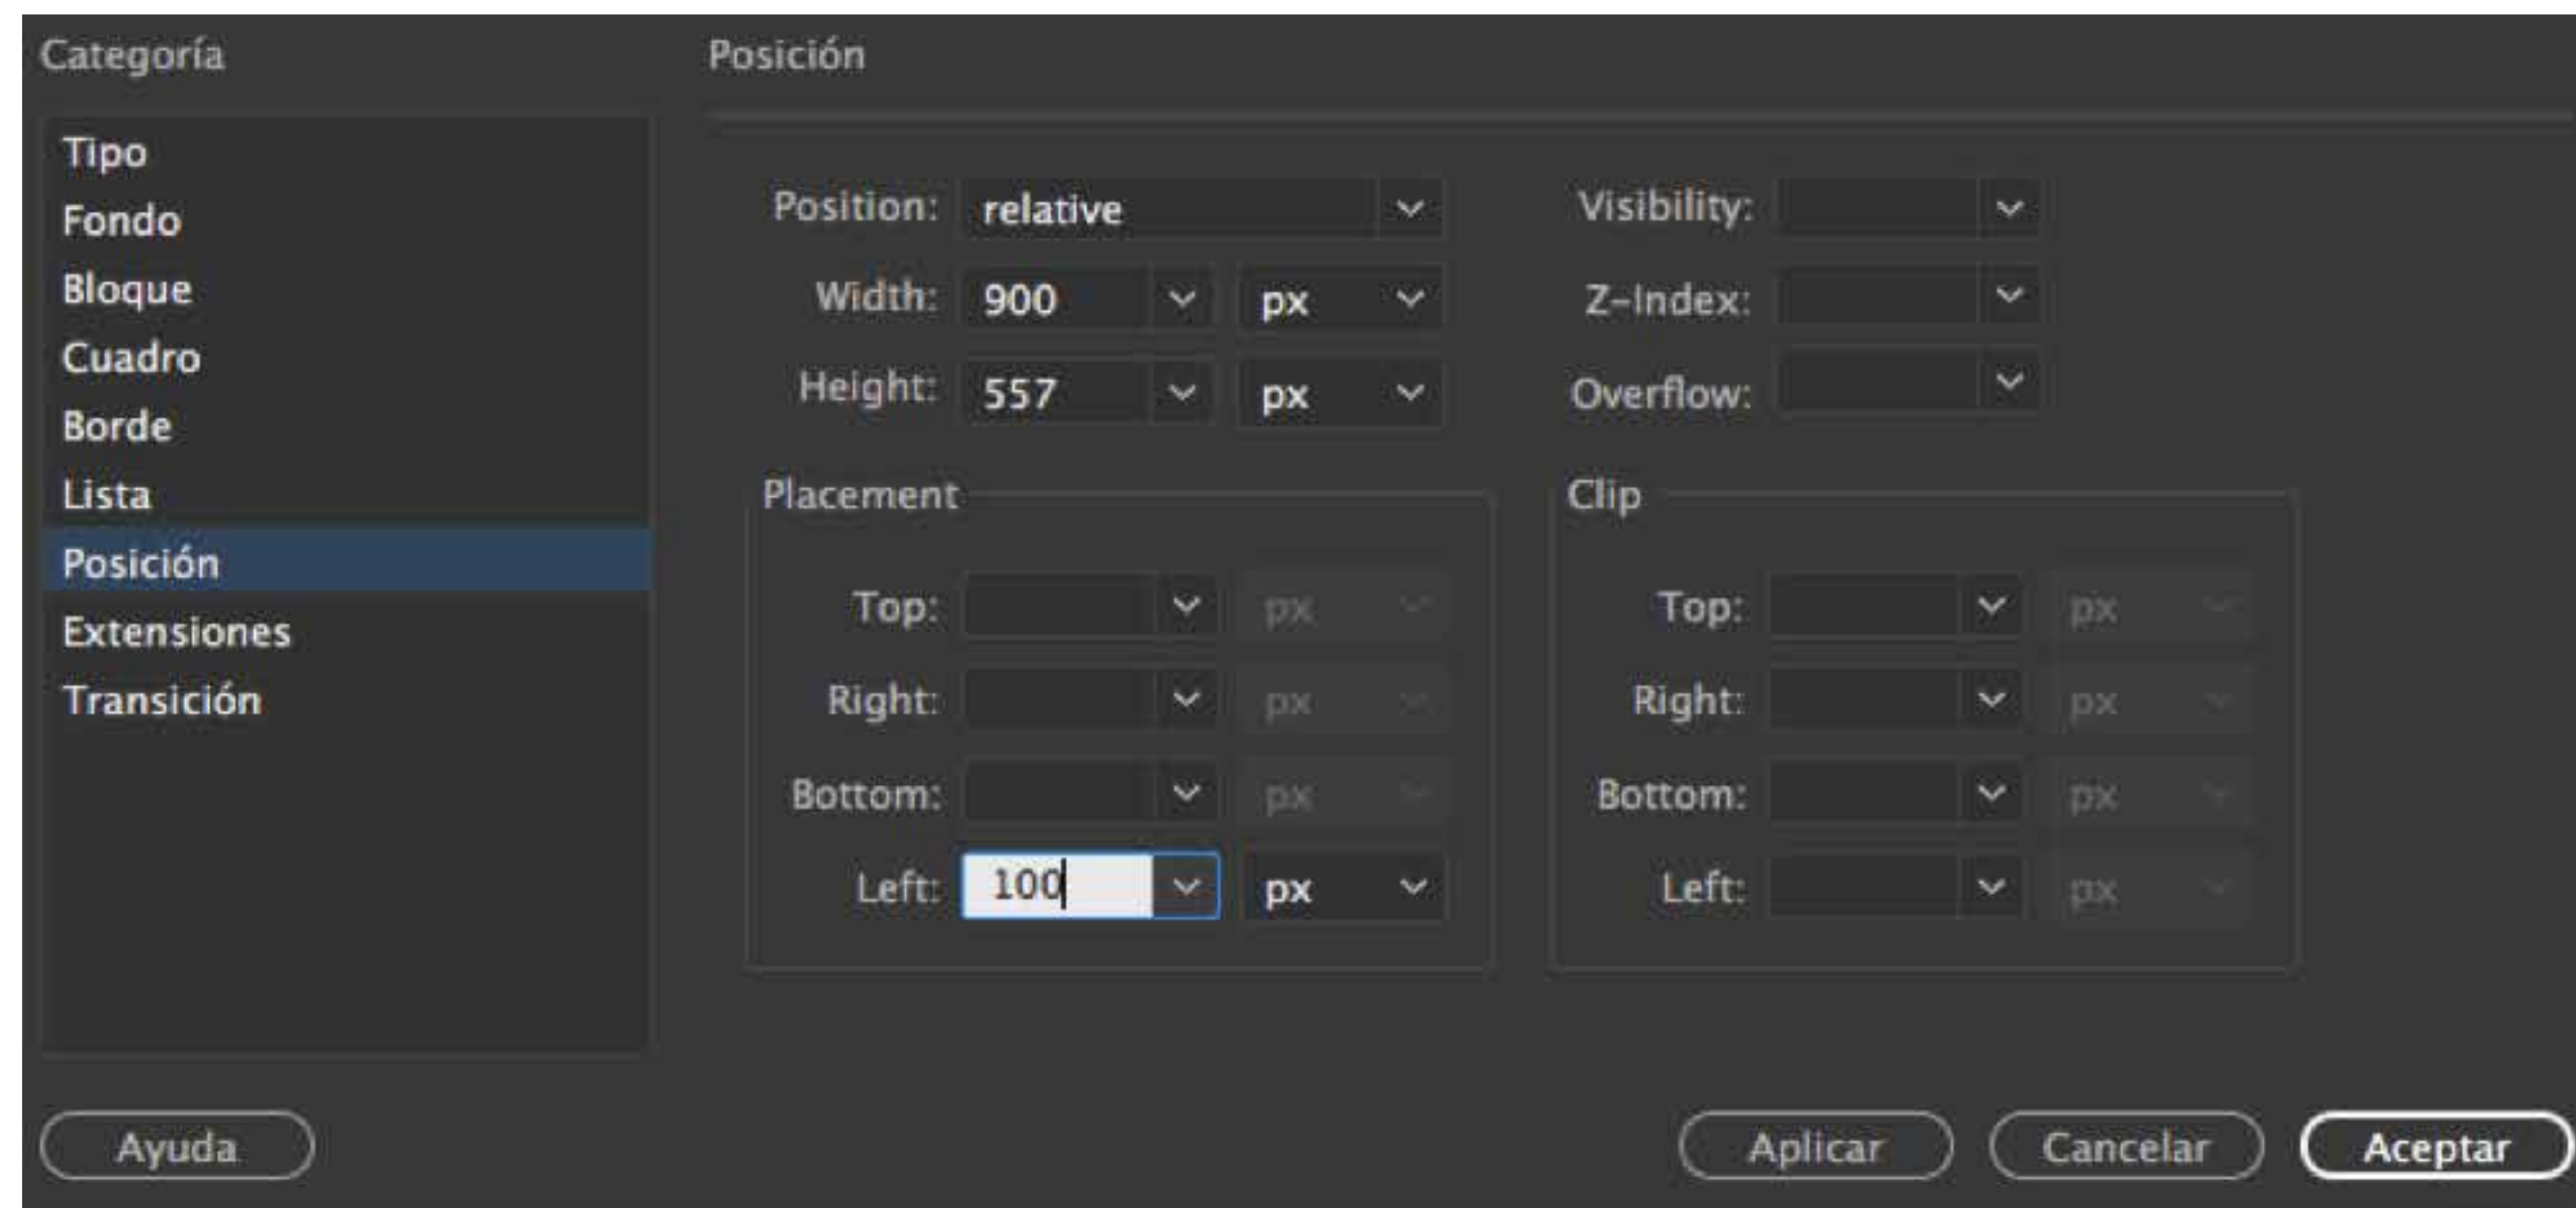 Categoría
Tipo
Fondo
Bloque
Cuadro
Borde
Lista
Posición
Extensiones
Transición
Posición
Position: relative
Width: 900 px
Height: 557 px
Visibility:
Z-Index:
Overflow:
Placement
Top: px
Right: px
Bottom: px
Left: 100 px
Clip
Top: px
Right: px
Bottom: px
Left: px
Ayuda
Aplicar
Cancelar
Aceptar